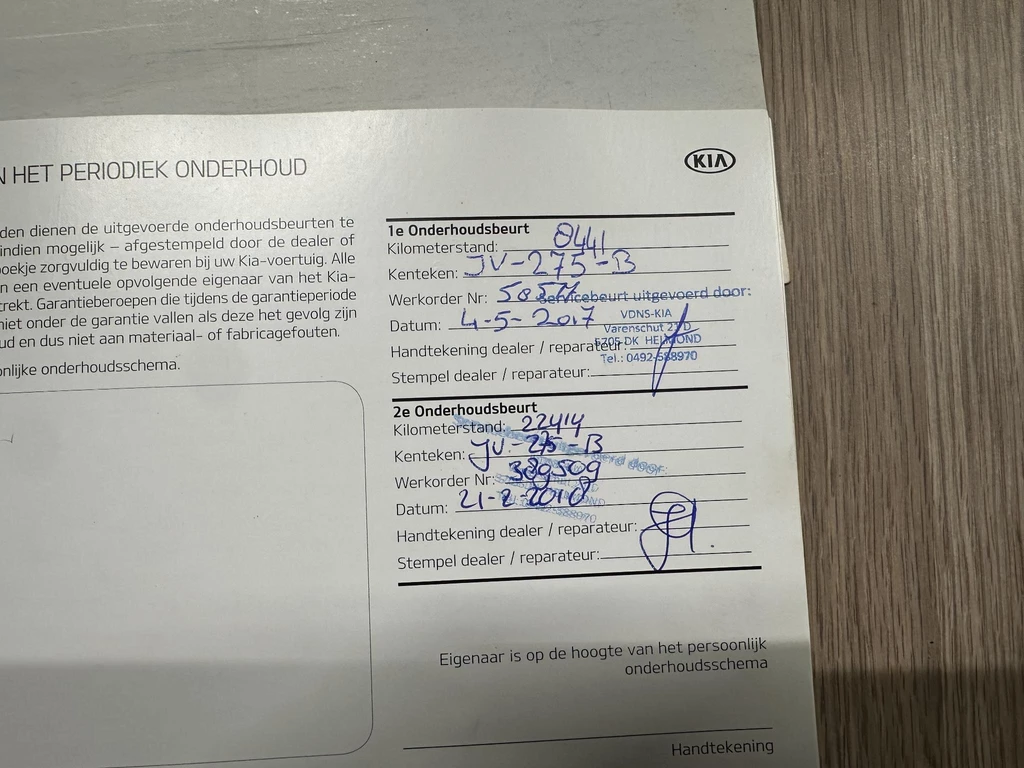 N HET PERIODIEK ONDERHOUD
KIA
den dienen de uitgevoerde onderhoudsbeurten te
indien mogelijk – afgestempeld door de dealer of
oekje zorgvuldig te bewaren bij uw Kia-voertuig. Alle
n een eventuele opvolgende eigenaar van het Kia-
trekt. Garantieberoepen die tijdens de garantieperiode
niet onder de garantie vallen als deze het gevolg zijn
ud en dus niet aan materiaal- of fabricagefouten.
onlijke onderhoudsschema.
1e Onderhoudsbeurt
Kilometerstand: 8441
Kenteken: JV-275-B
Werkorder Nr:
Servicebeurt uitgevoerd door:
Datum: 4-5-2017
VDNS-KIA
Varenschut 21 D
5705 DK HELMOND
Tel.: 0492-588970
Handtekening dealer / reparateur:
Stempel dealer / reparateur:
2e Onderhoudsbeurt
Kilometerstand: 22414
Kenteken: JV-275-B
Werkorder Nr: 389509
Datum: 21-2-2018
Handtekening dealer / reparateur:
Stempel dealer / reparateur:
Eigenaar is op de hoogte van het persoonlijk
onderhoudsschema
Handtekening